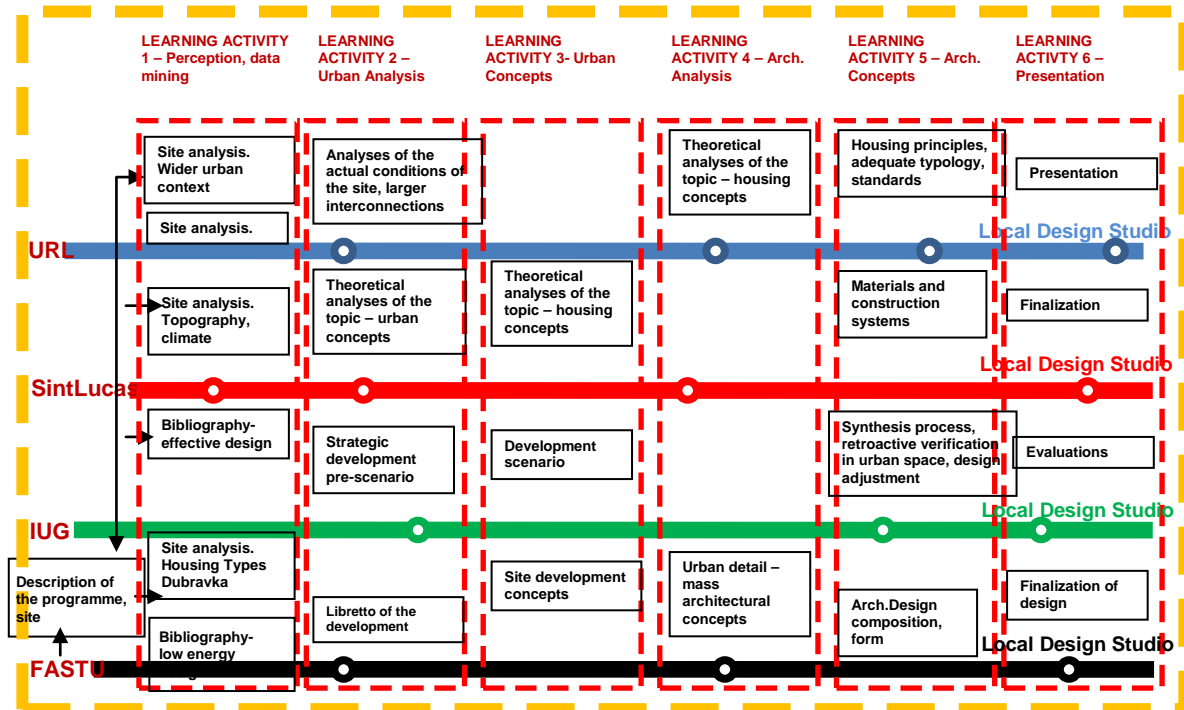 LEARNING ACTIVITY
1 – Perception, data
mining
LEARNING
ACTIVITY 2 –
Urban Analysis
LEARNING
ACTIVITY 3- Urban
Concepts
LEARNING
ACTIVITY 4 – Arch.
Analysis
LEARNING
ACTIVITY 5 – Arch.
Concepts
LEARNING
ACTIVTY 6 –
Presentation
Site analysis.
Wider urban
context
Analyses of the
actual conditions of
the site, larger
interconnections
Theoretical
analyses of the
topic – housing
concepts
Housing principles,
adequate typology,
standards
Presentation
Site analysis.
URL
Local Design Studio
Site analysis.
Topography,
climate
Theoretical
analyses of the
topic – urban
concepts
Theoretical
analyses of the
topic – housing
concepts
Materials and
construction
systems
Finalization
SintLucas
Local Design Studio
Bibliography-
effective design
Strategic
development
pre-scenario
Development
scenario
Synthesis process,
retroactive verification
in urban space, design
adjustment
Evaluations
IUG
Local Design Studio
Description of
the programme,
site
Site analysis.
Housing Types
Dubravka
Libretto of the
development
Site development
concepts
Urban detail –
mass
architectural
concepts
Arch.Design
composition,
form
Finalization of
design
Bibliography-
low energy
FASTU
Local Design Studio